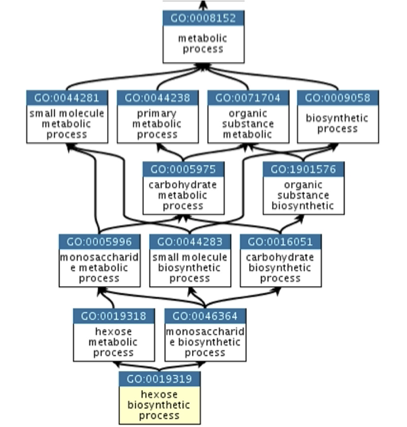 GO:0008152
metabolic
process
GO:0044281
small molecule
metabolic
process
GO:0044238
primary
metabolic
process
GO:0071704
organic
substance
metabolic
GO:0009058
biosynthetic
process
GO:0005975
carbohydrate
metabolic
process
GO:1901576
organic
substance
biosynthetic
GO:0005996
monosaccharid
e metabolic
process
GO:0044283
small molecule
biosynthetic
process
GO:0016051
carbohydrate
biosynthetic
process
GO:0019318
hexose
metabolic
process
GO:0046364
monosaccharid
e biosynthetic
process
GO:0019319
hexose
biosynthetic
process